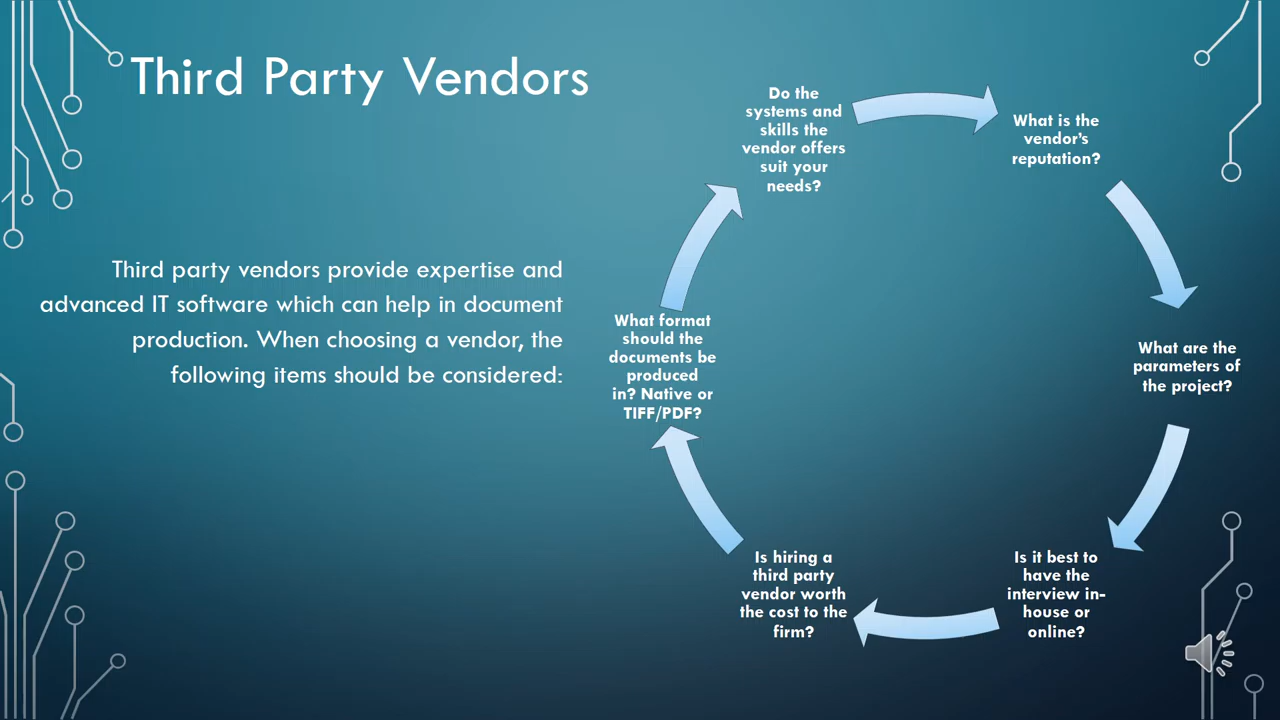 Third Party Vendors
Third party vendors provide expertise and
advanced IT software which can help in document
production. When choosing a vendor, the
following items should be considered:
Do the
systems and
skills the
vendor offers
suit your
needs?
What is the
vendor’s
reputation?
What are the
parameters of
the project?
Is it best to
have the
interview in-
house or
online?
Is hiring a
third party
vendor worth
the cost to the
firm?
What format
should the
documents be
produced
in? Native or
TIFF/PDF?